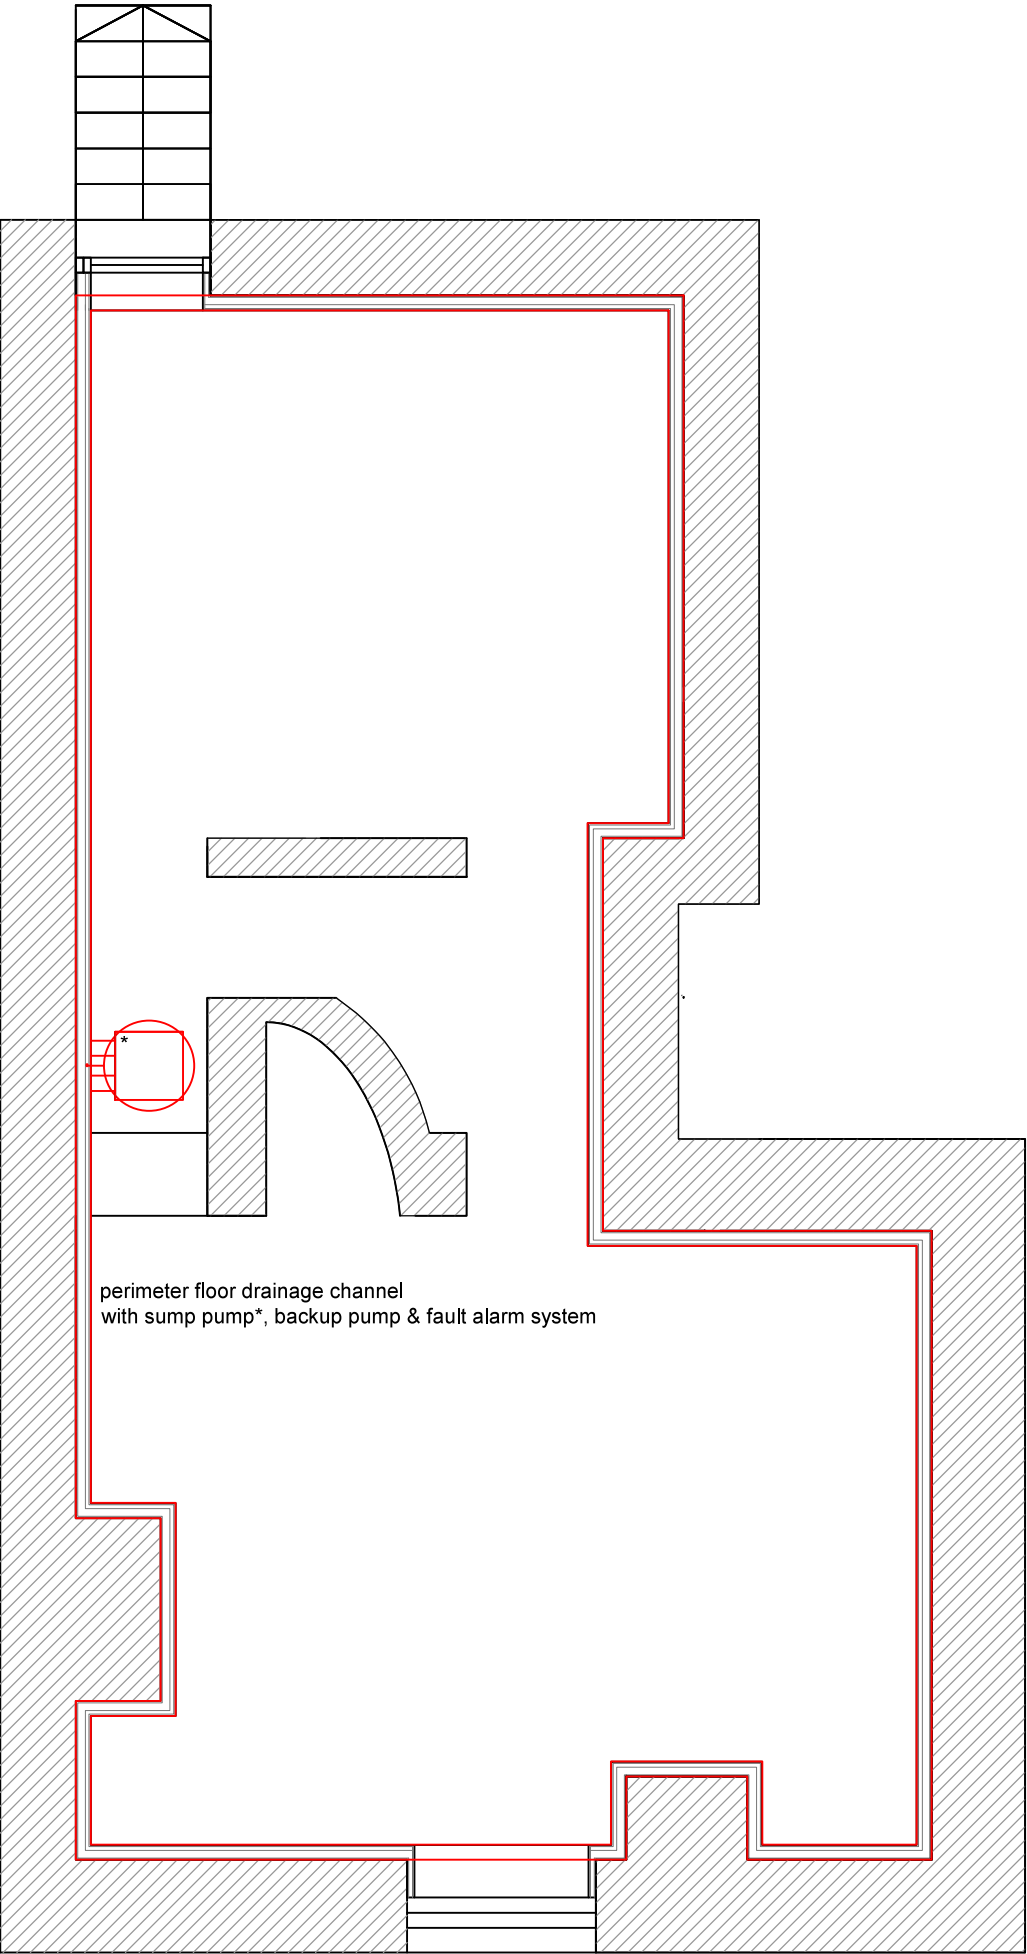 *
perimeter floor drainage channel
with sump pump*, backup pump & fault alarm system